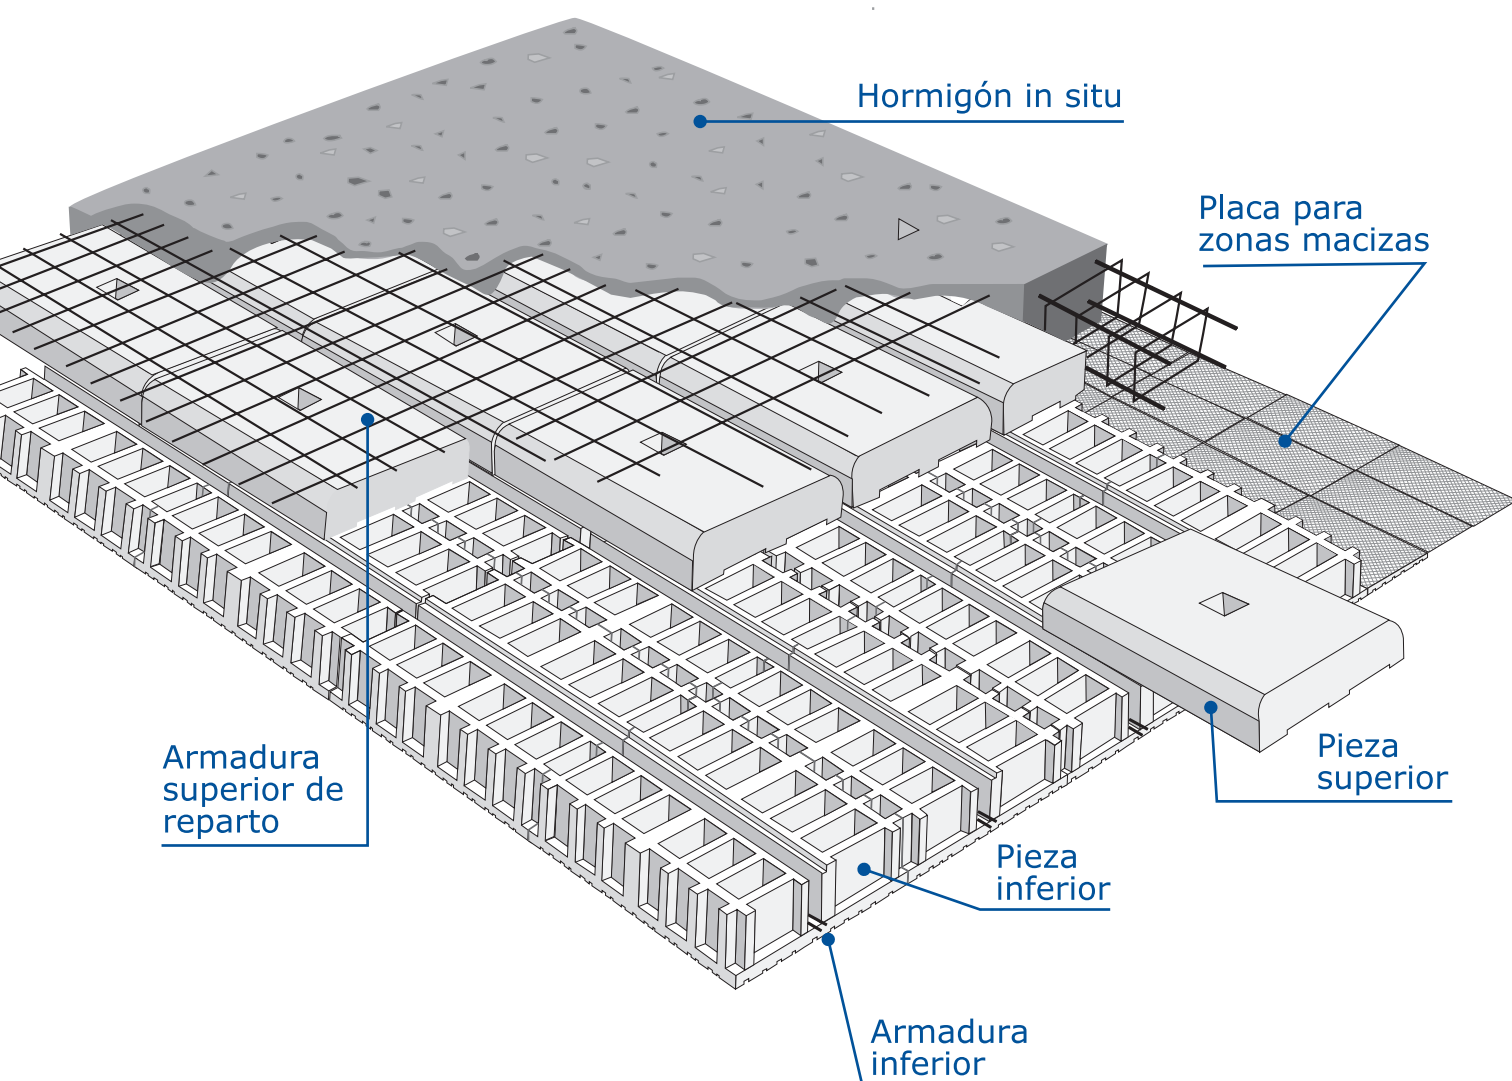 Hormigón in situ
Placa para
zonas macizas
Armadura
superior de
reparto
Pieza
superior
Pieza
inferior
Armadura
inferior